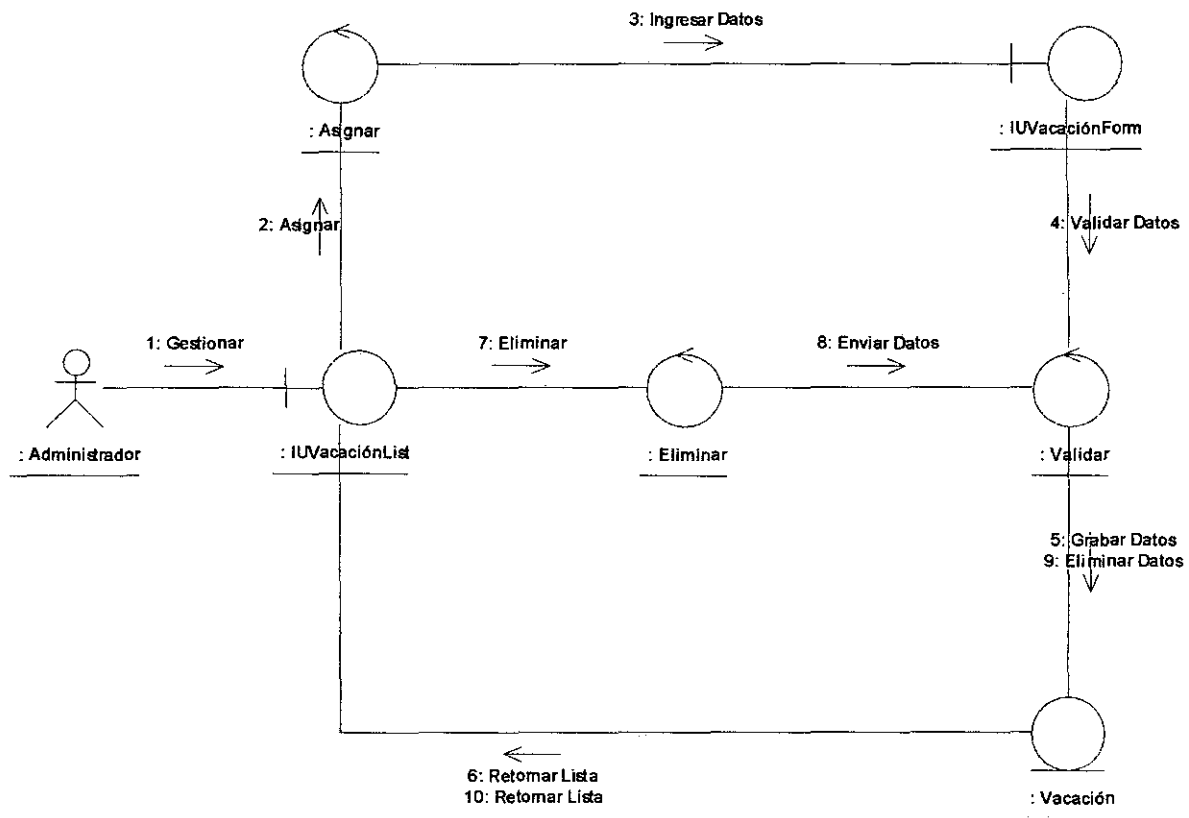 3: Ingresar Datos
: Asignar
: IUVacaciónForm
2: Asignar
4: Validar Datos
1: Gestionar
7: Eliminar
8: Enviar Datos
: Administrador
: IUVacaciónList
: Eliminar
: Validar
5: Grabar Datos
9: Eliminar Datos
6: Retornar Lista
10: Retornar Lista
: Vacación